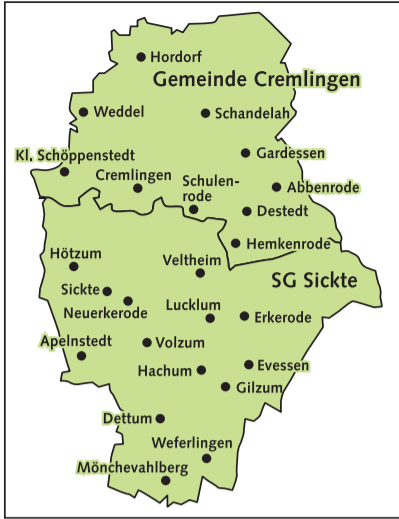 Hordorf
Gemeinde Cremlingen
Weddel
Schandelah
Kl. Schöppenstedt
Gardessen
Cremlingen
Schulen-
rode
Abbenrode
Destedt
Hemkenrode
Hötzum
Veltheim
SG Sickte
Sickte
Neuerkerode
Lucklum
Erkerode
Apelnstedt
Volzum
Hachum
Evessen
Gilzum
Dettum
Weferlingen
Mönchevahlberg